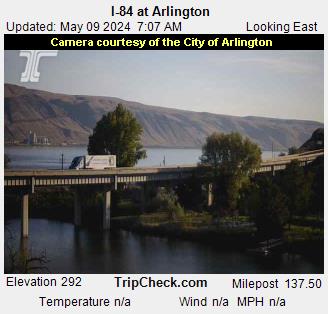 I-84 at Arlington
Updated: May 09 2024 7:07 AM Looking East
Camera courtesy of the City of Arlington
Elevation 292 TripCheck.com Milepost 137.50
Temperature n/a Wind n/a MPH n/a